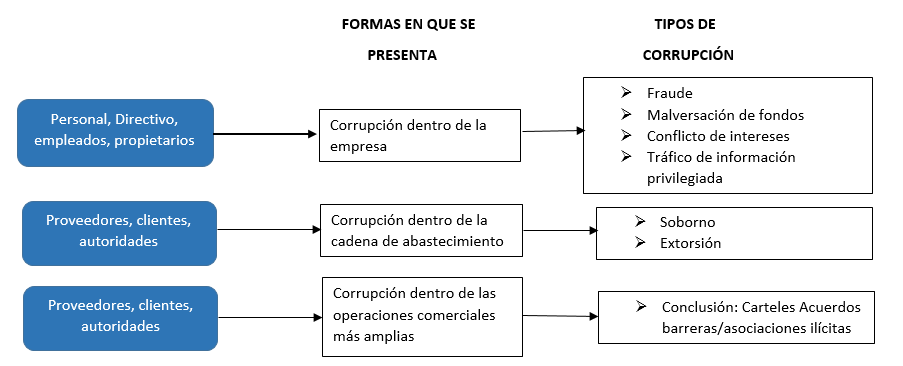 FORMAS EN QUE SE
PRESENTA
TIPOS DE
CORRUPCIÓN
Personal, Directivo,
empleados, propietarios
Corrupción dentro de la
empresa
Fraude
Malversación de fondos
Conflicto de intereses
Tráfico de información
privilegiada
Proveedores, clientes,
autoridades
Corrupción dentro de la
cadena de abastecimiento
Soborno
Extorsión
Proveedores, clientes,
autoridades
Corrupción dentro de las
operaciones comerciales
más amplias
Conclusión: Carteles Acuerdos
barreras/asociaciones ilícitas